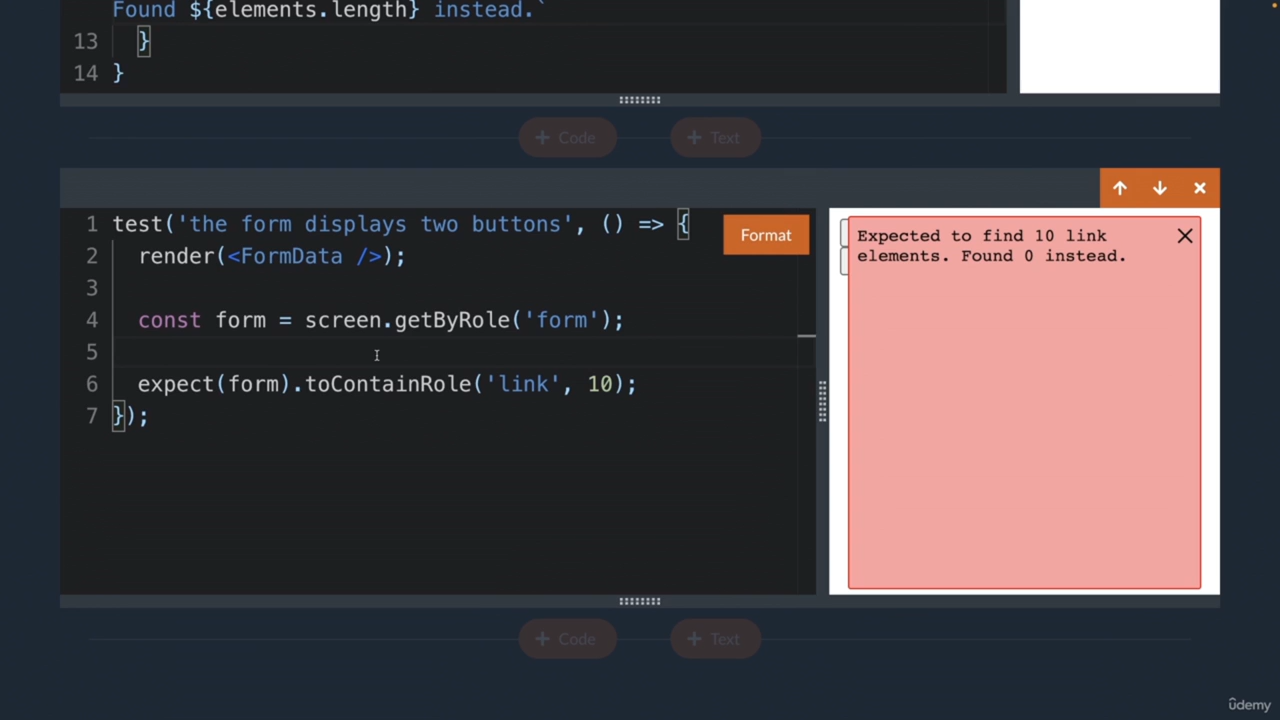 Found ${elements.length} instead.`
13 }
14 }
+ Code + Text
1 test('the form displays two buttons', () => {
Format
2 render(<FormData />);
3
4 const form = screen.getByRole('form');
5
6 expect(form).toContainRole('link', 10);
7 });
Expected to find 10 link
elements. Found 0 instead.
+ Code + Text
ûdemy